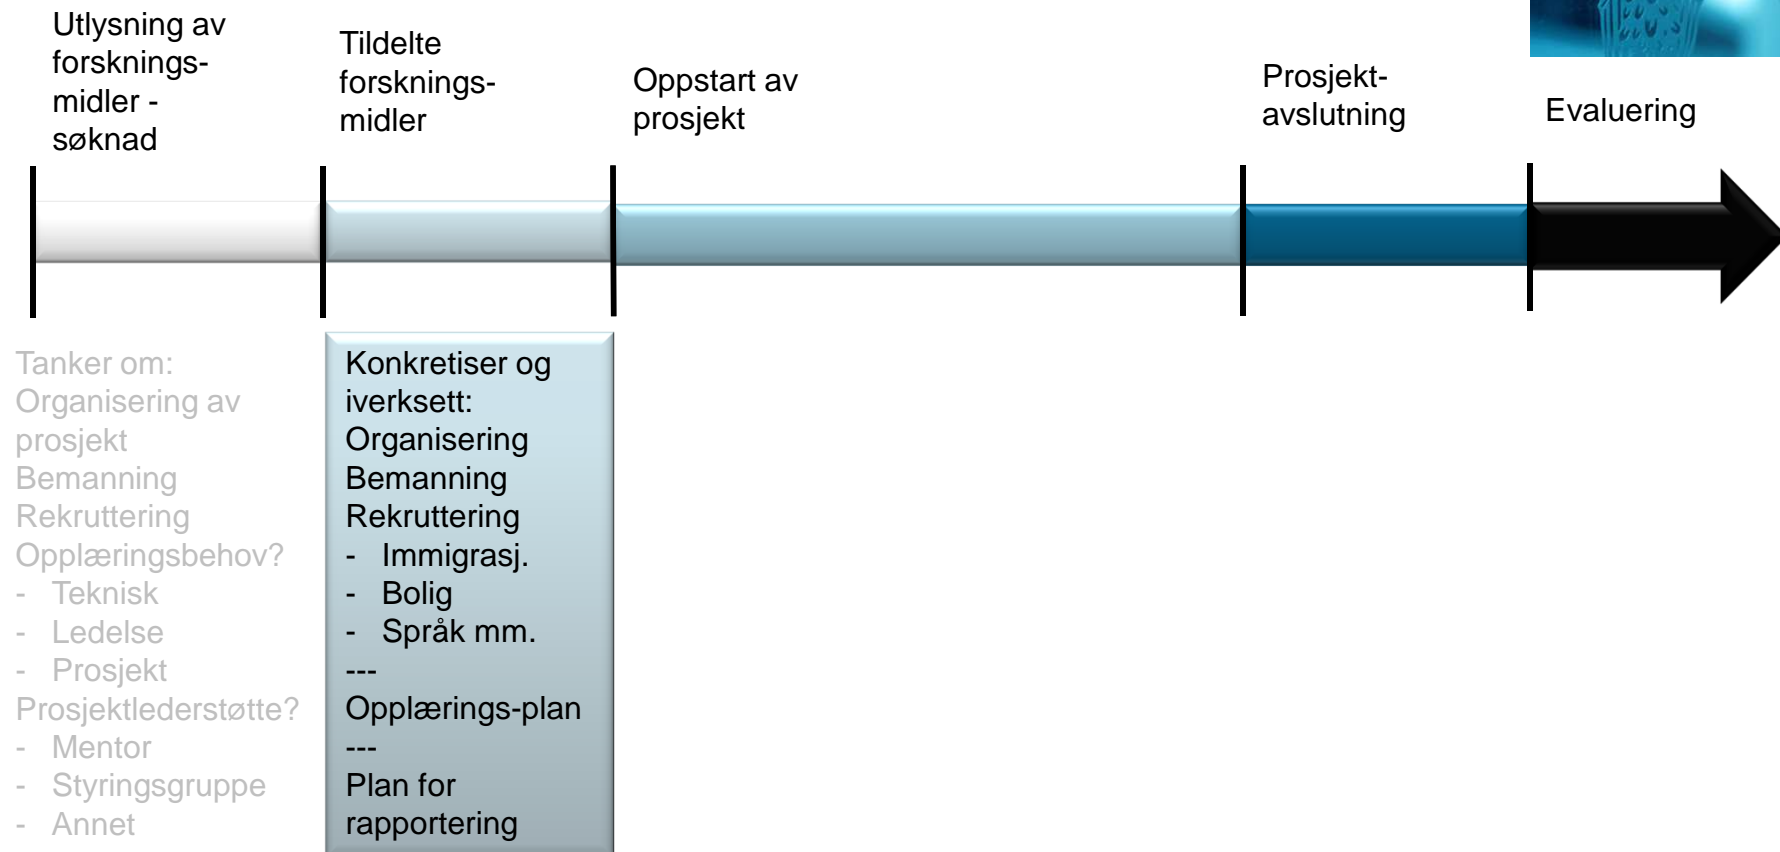 Utlysning av
forsknings-
midler -
søknad
Tildelte
forsknings-
midler
Oppstart av
prosjekt
Prosjekt-
avslutning
Evaluering
Tanker om:
Organisering av
prosjekt
Bemanning
Rekruttering
Opplæringsbehov?
- Teknisk
- Ledelse
- Prosjekt
Prosjektlederstøtte?
- Mentor
- Styringsgruppe
- Annet
Konkretiser og
iverksett:
Organisering
Bemanning
Rekruttering
- Immigrasj.
- Bolig
- Språk mm.
---
Opplærings-plan
---
Plan for
rapportering